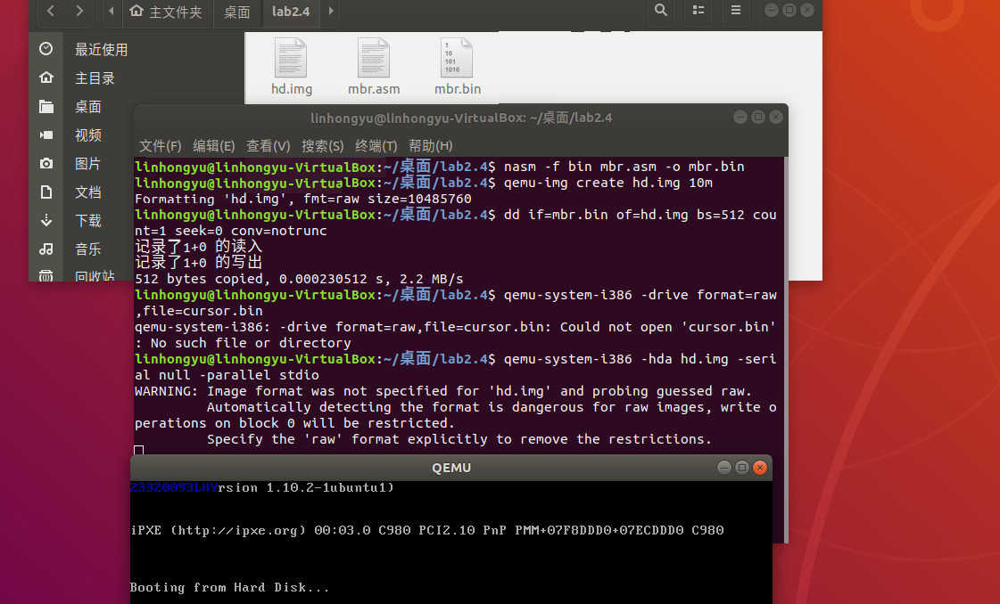 主文件夹 桌面 lab2.4
最近使用
主目录
桌面
视频
图片
文档
下载
音乐
回收站
hd.img mbr.asm mbr.bin
linhongyu@linhongyu-VirtualBox: ~/桌面/lab2.4
文件(F) 编辑(E) 查看(V) 搜索(S) 终端(T) 帮助(H)
linhongyu@linhongyu-VirtualBox:~/桌面/lab2.4$ nasm -f bin mbr.asm -o mbr.bin
linhongyu@linhongyu-VirtualBox:~/桌面/lab2.4$ qemu-img create hd.img 10m
Formatting 'hd.img', fmt=raw size=10485760
linhongyu@linhongyu-VirtualBox:~/桌面/lab2.4$ dd if=mbr.bin of=hd.img bs=512 cou
nt=1 seek=0 conv=notrunc
记录了1+0 的读入
记录了1+0 的写出
512 bytes copied, 0.000230512 s, 2.2 MB/s
linhongyu@linhongyu-VirtualBox:~/桌面/lab2.4$ qemu-system-i386 -drive format=raw
,file=cursor.bin
qemu-system-i386: -drive format=raw,file=cursor.bin: Could not open 'cursor.bin'
: No such file or directory
linhongyu@linhongyu-VirtualBox:~/桌面/lab2.4$ qemu-system-i386 -hda hd.img -seri
al null -parallel stdio
WARNING: Image format was not specified for 'hd.img' and probing guessed raw.
Automatically detecting the format is dangerous for raw images, write o
perations on block 0 will be restricted.
Specify the 'raw' format explicitly to remove the restrictions.
QEMU
23320093LHYrsion 1.10.2-1ubuntu1)
iPXE (http://ipxe.org) 00:03.0 C980 PCI2.10 PnP PMM+07F8DDD0+07ECDDD0 C980
Booting from Hard Disk...